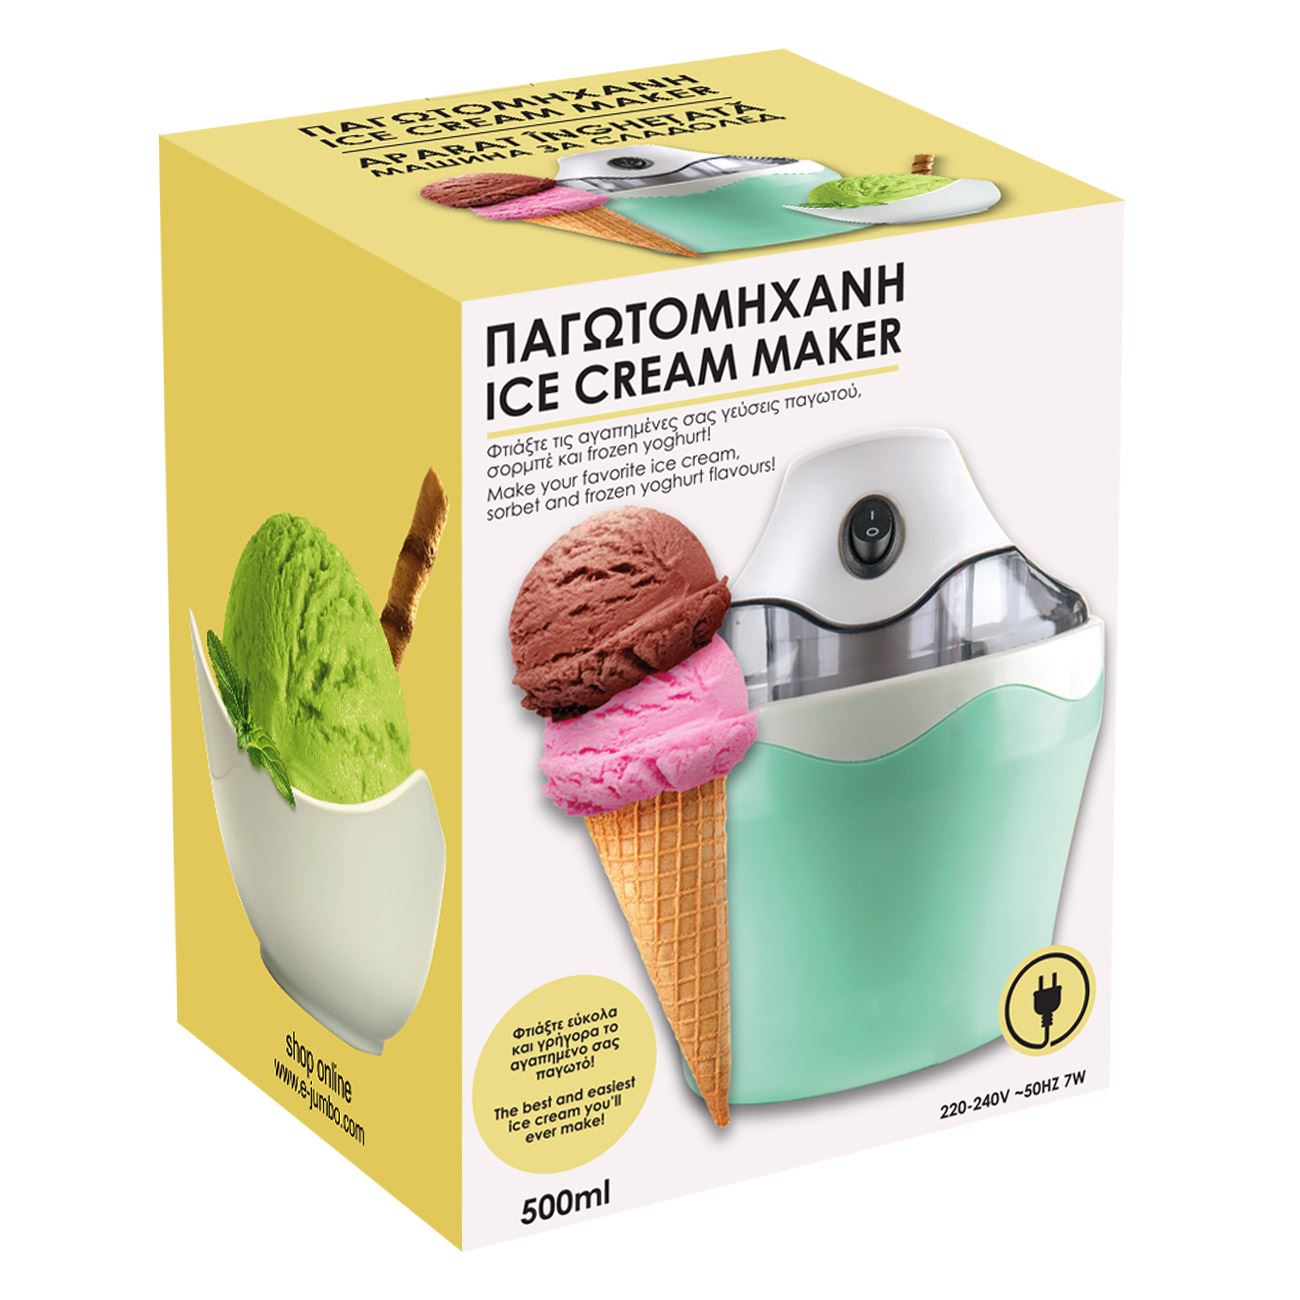 ΠΑΓΩΤΟΜΗΧΑΝΗ
ICE CREAM MAKER
APARAT ÎNGHETATĂ
МАШИНА ЗА СЛАДОЛЕД
ΠΑΓΩΤΟΜΗΧΑΝΗ
ICE CREAM MAKER
Φτιάξτε τις αγαπημένες σας γεύσεις παγωτού,
σορμπέ και frozen yoghurt!
Make your favorite ice cream,
sorbet and frozen yoghurt flavours!
I
O
Φτιάξτε εύκολα
και γρήγορα το
αγαπημένο σας
παγωτό!
The best and easiest
ice cream you'll
ever make!
220-240V ~50HZ 7W
500ml
shop online
www.e-jumbo.com